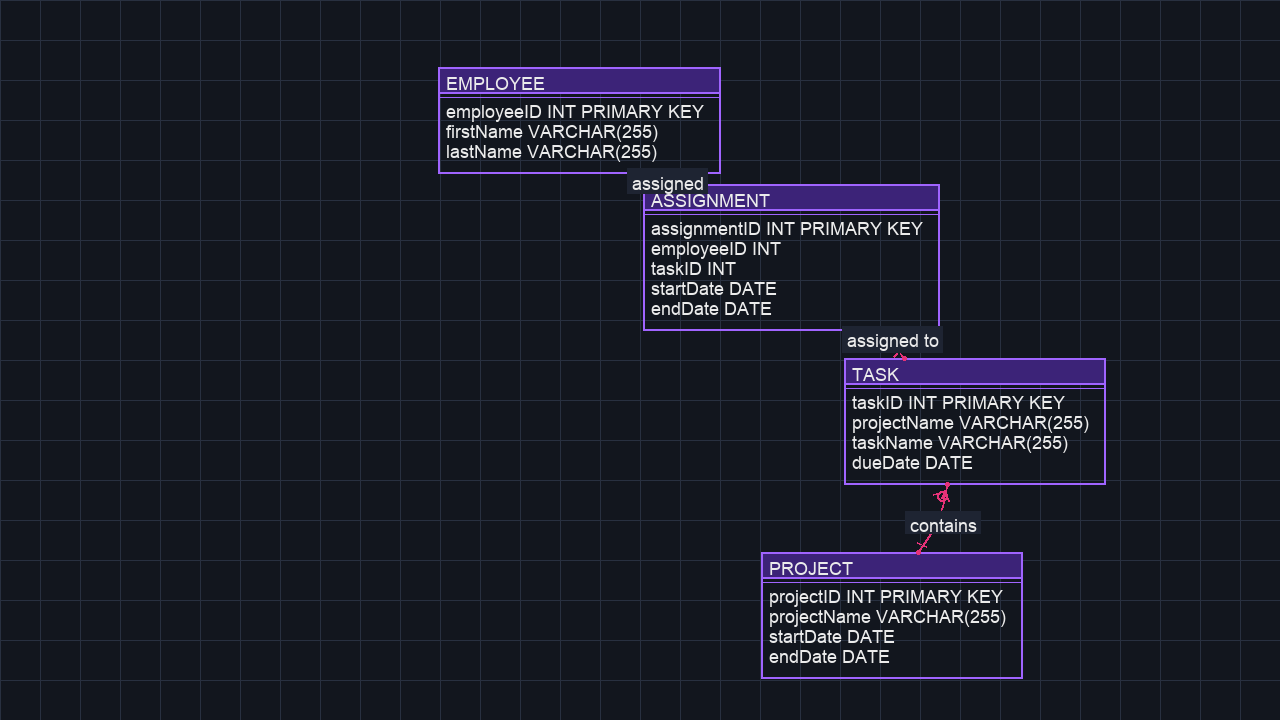 EMPLOYEE
employeeID INT PRIMARY KEY
firstName VARCHAR(255)
lastName VARCHAR(255)
assigned
ASSIGNMENT
assignmentID INT PRIMARY KEY
employeeID INT
taskID INT
startDate DATE
endDate DATE
assigned to
TASK
taskID INT PRIMARY KEY
projectName VARCHAR(255)
taskName VARCHAR(255)
dueDate DATE
contains
PROJECT
projectID INT PRIMARY KEY
projectName VARCHAR(255)
startDate DATE
endDate DATE